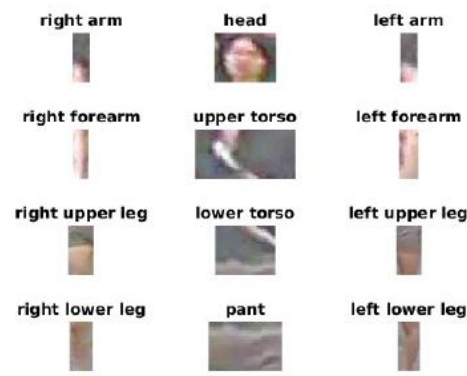 right arm head left arm
right forearm upper torso left forearm
right upper leg lower torso left upper leg
right lower leg pant left lower leg